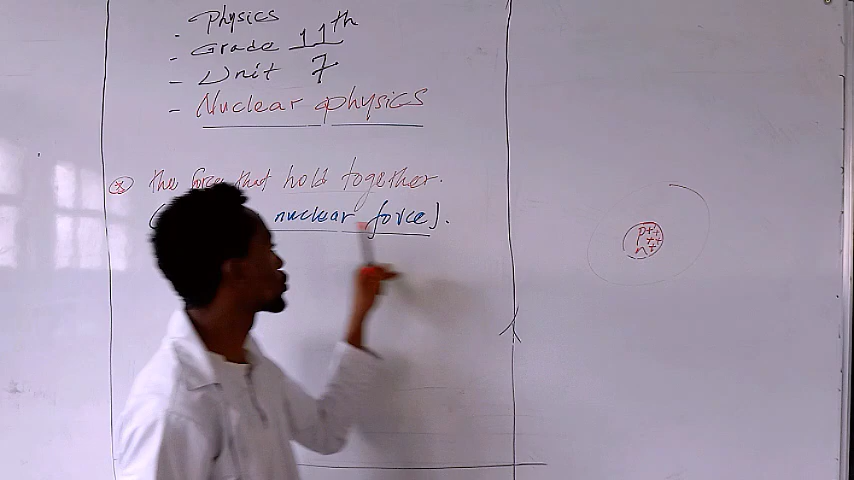 - Physics
- Grade 11th
- Unit 7
- Nuclear physics
* the force that hold together.
( nuclear force).
p+ + +
+ +
n +